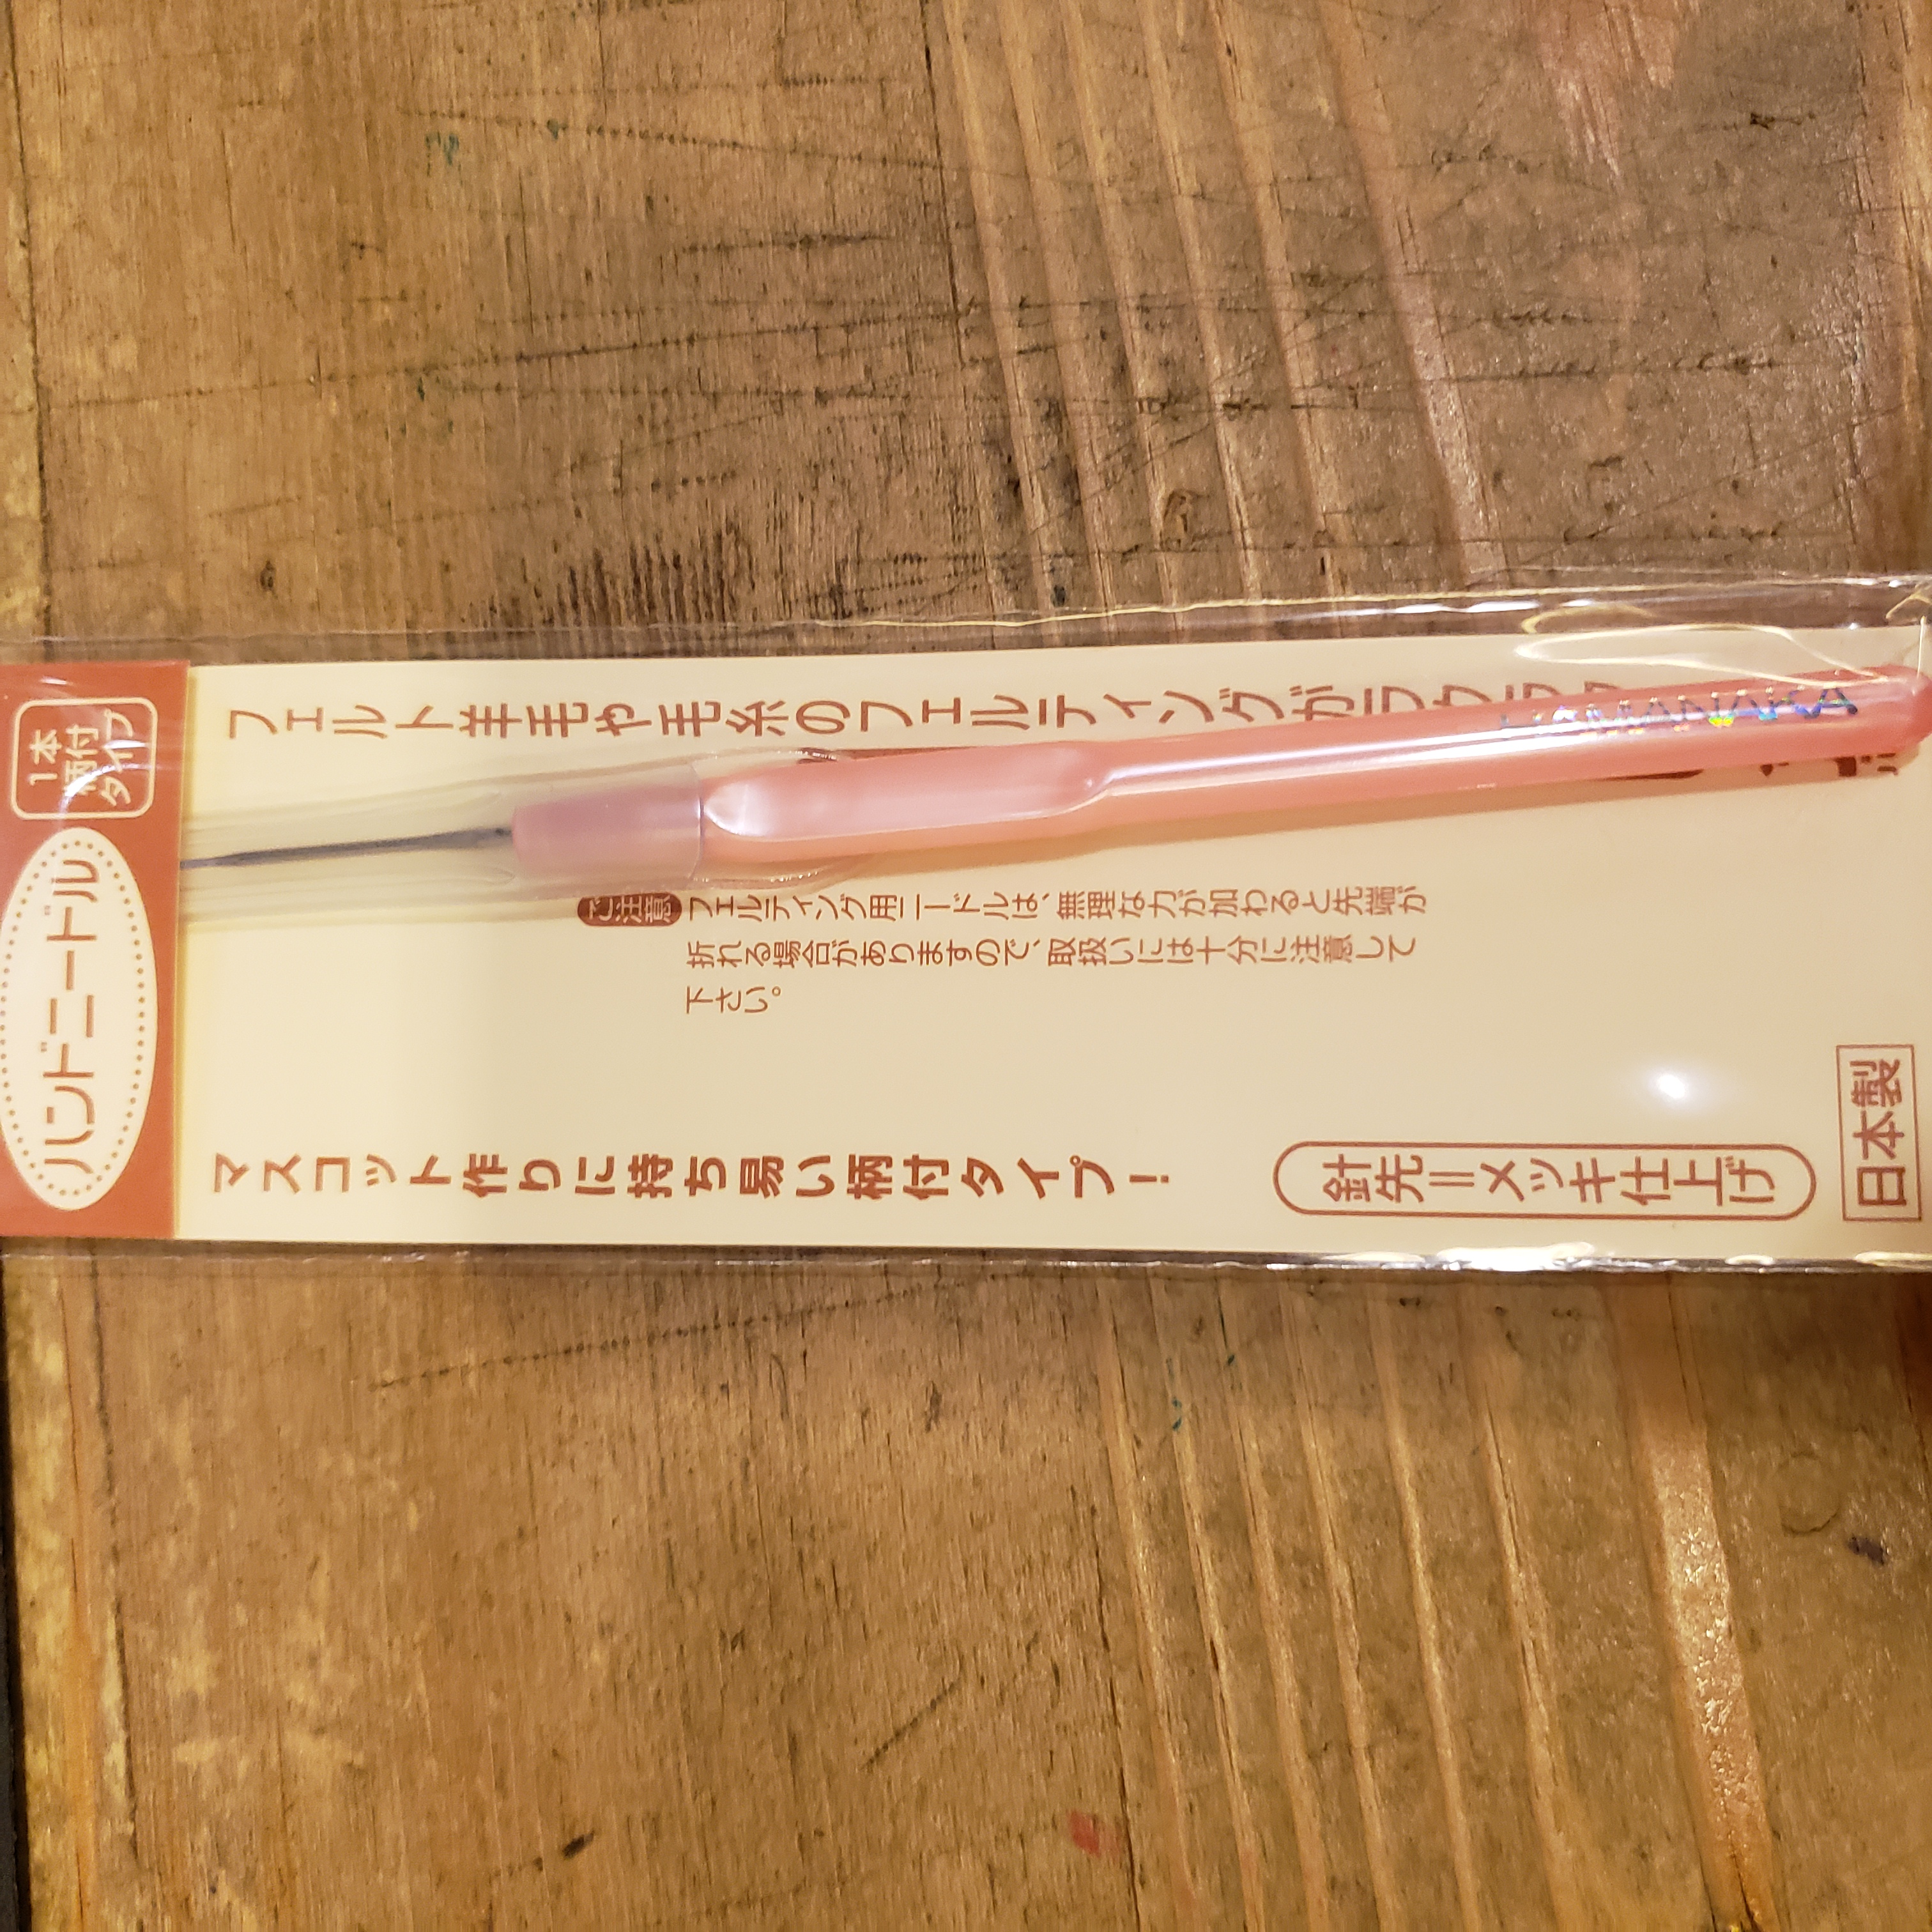 1本
柄付
タイプ
ハンドニードル
フェルト羊毛や毛糸のフェルティングがラクラク
HAMANAKA
ご注意 フェルティング用ニードルは、無理な力が加わると先端が
折れる場合がありますので、取扱いには十分に注意して
下さい。
マスコット作りに持ち易い柄付タイプ!
針先=メッキ仕上げ
日本製